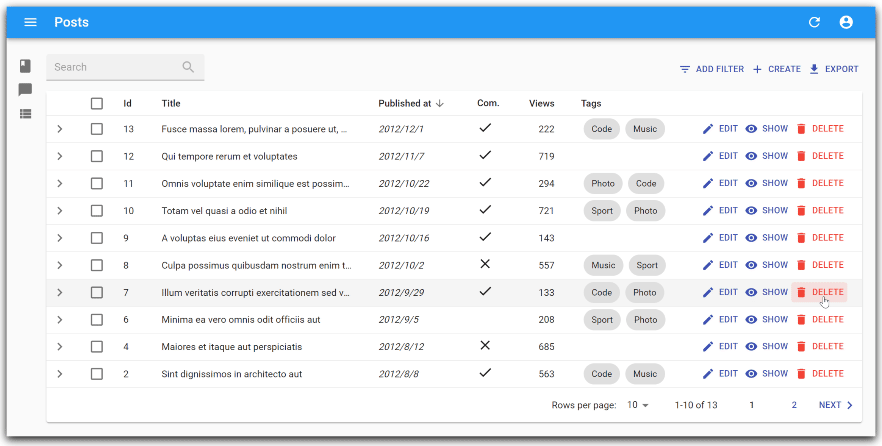 Posts
Search
ADD FILTER CREATE EXPORT
Id Title Published at Com. Views Tags
13 Fusce massa lorem, pulvinar a posuere ut, ... 2012/12/1 222 Code Music EDIT SHOW DELETE
12 Qui tempore rerum et voluptates 2012/11/7 719 EDIT SHOW DELETE
11 Omnis voluptate enim similique est possim... 2012/10/22 294 Photo Code EDIT SHOW DELETE
10 Totam vel quasi a odio et nihil 2012/10/19 721 Sport Photo EDIT SHOW DELETE
9 A voluptas eius eveniet ut commodi dolor 2012/10/16 143 EDIT SHOW DELETE
8 Culpa possimus quibusdam nostrum enim t... 2012/10/2 557 Music Sport EDIT SHOW DELETE
7 Illum veritatis corrupti exercitationem sed v... 2012/9/29 133 Code Photo EDIT SHOW DELETE
6 Minima ea vero omnis odit officiis aut 2012/9/5 208 Sport Photo EDIT SHOW DELETE
4 Maiores et itaque aut perspiciatis 2012/8/12 685 EDIT SHOW DELETE
2 Sint dignissimos in architecto aut 2012/8/8 563 Code Music EDIT SHOW DELETE
Rows per page: 10 1-10 of 13 1 2 NEXT